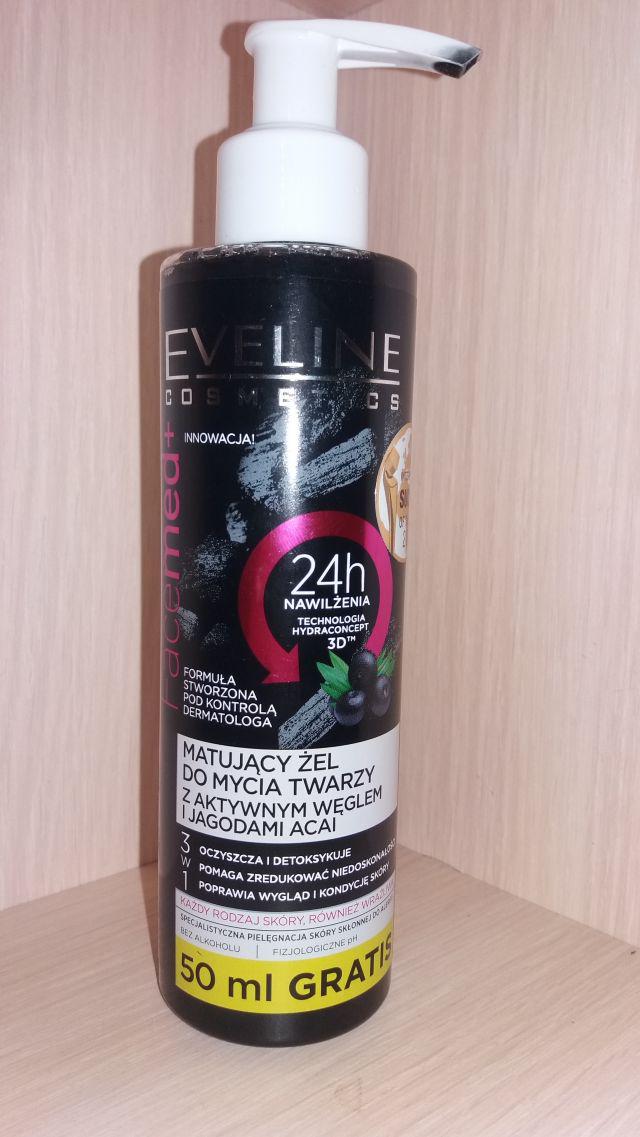 EVELINE
COSMETICS
Facemed+
INNOWACJA!
24h
NAWILŻENIA
TECHNOLOGIA
HYDRACONCEPT
3D™
FORMUŁA
STWORZONA
POD KONTROLĄ
DERMATOLOGA
MATUJĄCY ŻEL
DO MYCIA TWARZY
Z AKTYWNYM WĘGLEM
I JAGODAMI ACAI
3 W 1
OCZYSZCZA I DETOKSYKUJE
POMAGA ZREDUKOWAĆ
POPRAWIA WYGLĄD I KONDYCJĘ SKÓRY
KAŻDY RODZAJ SKÓRY, RÓWNIEŻ
SPECJALISTYCZNA PIELĘGNACJA SKÓRY SKŁONNEJ DO
BEZ ALKOHOLU | FIZJOLOGICZNE pH
50 ml GRATIS